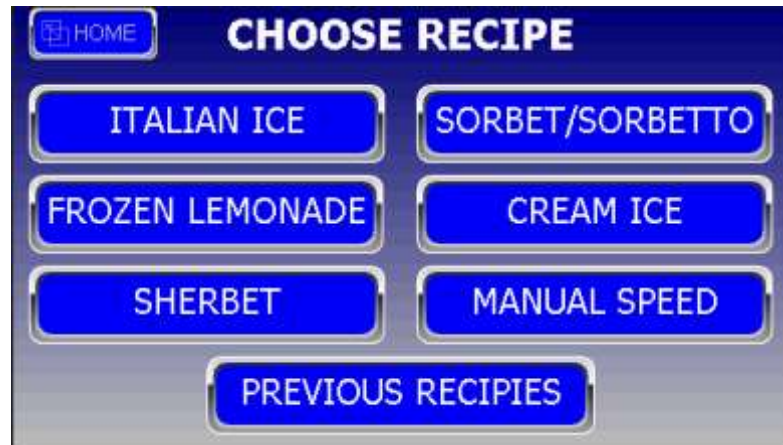 HOME
CHOOSE RECIPE
ITALIAN ICE
SORBET/SORBETTO
FROZEN LEMONADE
CREAM ICE
SHERBET
MANUAL SPEED
PREVIOUS RECIPIES